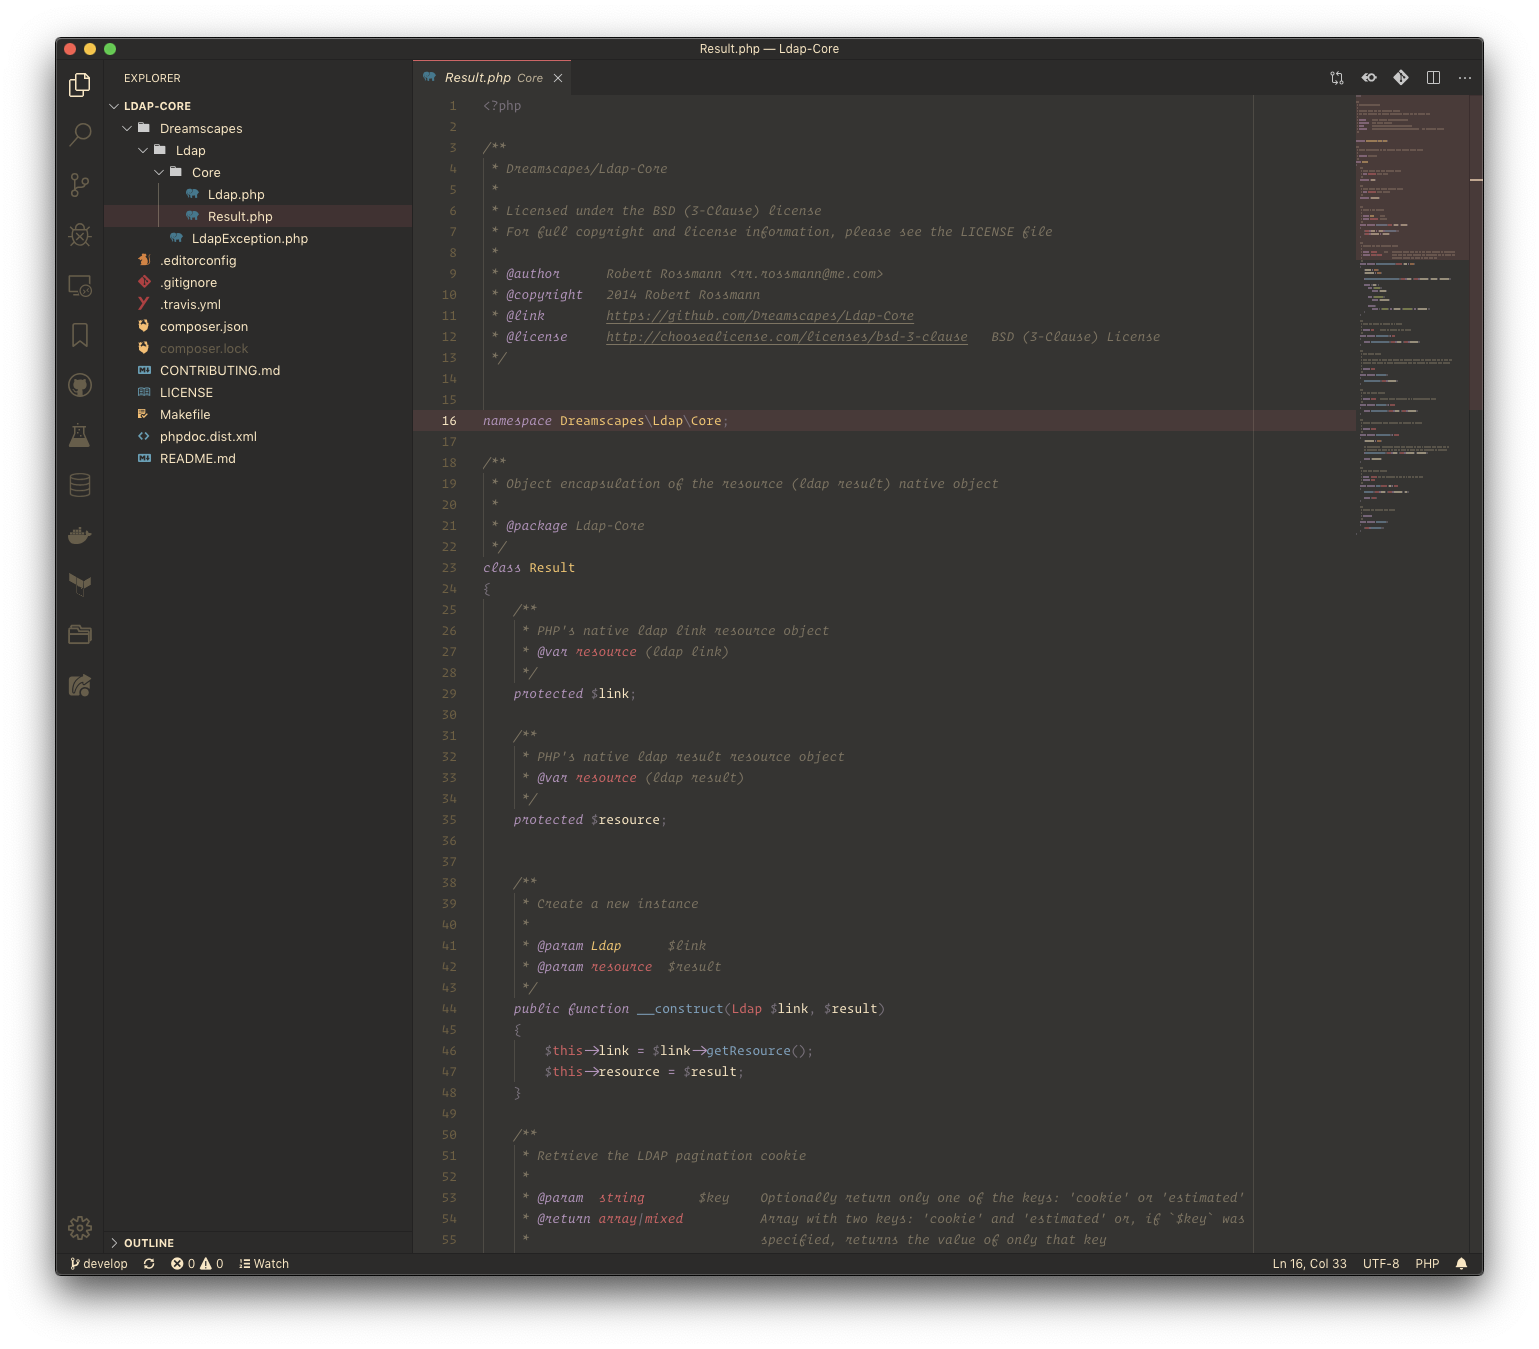 Result.php — Ldap-Core
EXPLORER
LDAP-CORE
Dreamscapes
Ldap
Core
Ldap.php
Result.php
LdapException.php
.editorconfig
.gitignore
.travis.yml
composer.json
composer.lock
CONTRIBUTING.md
LICENSE
Makefile
phpdoc.dist.xml
README.md
OUTLINE
Result.php Core
1 <?php
2
3 /**
4 * Dreamscapes/Ldap-Core
5 *
6 * Licensed under the BSD (3-Clause) license
7 * For full copyright and license information, please see the LICENSE file
8 *
9 * @author Robert Rossmann <rr.rossmann@me.com>
10 * @copyright 2014 Robert Rossmann
11 * @link https://github.com/Dreamscapes/Ldap-Core
12 * @license http://choosealicense.com/licenses/bsd-3-clause BSD (3-Clause) License
13 */
14
15
16 namespace Dreamscapes\Ldap\Core;
17
18 /**
19 * Object encapsulation of the resource (ldap result) native object
20 *
21 * @package Ldap-Core
22 */
23 class Result
24 {
25 /**
26 * PHP's native ldap link resource object
27 * @var resource (ldap link)
28 */
29 protected $link;
30
31 /**
32 * PHP's native ldap result resource object
33 * @var resource (ldap result)
34 */
35 protected $resource;
36
37
38 /**
39 * Create a new instance
40 *
41 * @param Ldap $link
42 * @param resource $result
43 */
44 public function __construct(Ldap $link, $result)
45 {
46 $this->link = $link->getResource();
47 $this->resource = $result;
48 }
49
50 /**
51 * Retrieve the LDAP pagination cookie
52 *
53 * @param string $key Optionally return only one of the keys: 'cookie' or 'estimated'
54 * @return array|mixed Array with two keys: 'cookie' and 'estimated' or, if `$key` was
55 * specified, returns the value of only that key
develop 0 0 Watch
Ln 16, Col 33 UTF-8 PHP